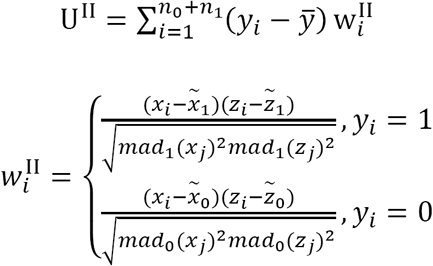 U^II = ∑_{i=1}^{n_0+n_1}(y_i − ȳ) w_i^II
w_i^II = { (x_i−x̃_1)(z_i−z̃_1) / √(mad_1(x_j)^2 mad_1(z_j)^2) , y_i = 1
(x_i−x̃_0)(z_i−z̃_0) / √(mad_0(x_j)^2 mad_0(z_j)^2) , y_i = 0